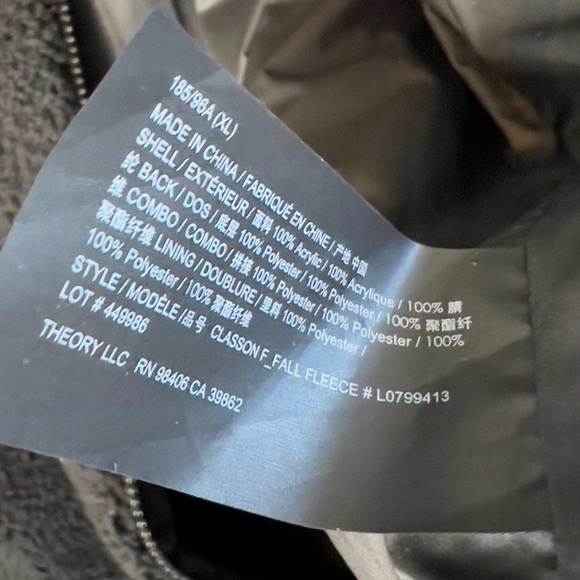 185/96A (XL)
MADE IN CHINA / FABRIQUÉ EN CHINE / 产地 中国
SHELL / EXTÉRIEUR / 面料 100% Acrylic / 100% Acrylique / 100% 腈
纶 BACK / DOS / 底层 100% Polyester / 100% Polyester / 100% 聚酯纤
维 COMBO / COMBO / 拼接 100% Polyester / 100% Polyester / 100%
聚酯纤维 LINING / DOUBLURE / 里料 100% Polyester /
100% Polyester / 100% 聚酯纤维
STYLE / MODÈLE / 品号 CLASSON F_FALL FLEECE # L0799413
LOT # 449986
THEORY LLC RN 98406 CA 39862